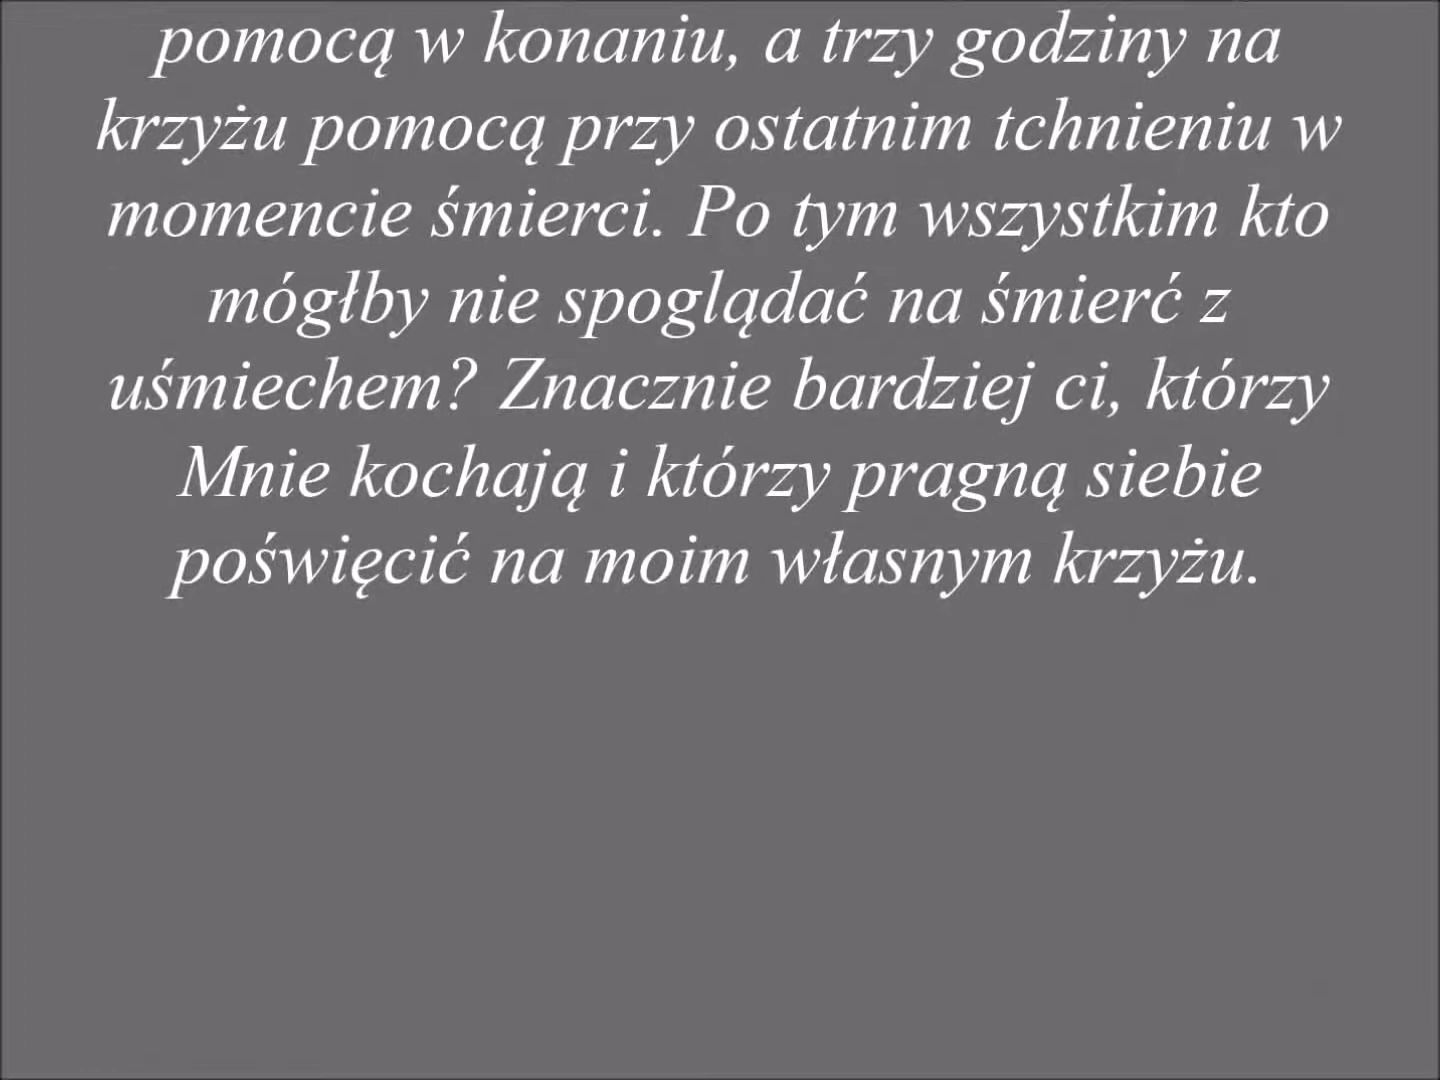 pomocą w konaniu, a trzy godziny na
krzyżu pomocą przy ostatnim tchnieniu w
momencie śmierci. Po tym wszystkim kto
mógłby nie spoglądać na śmierć z
uśmiechem? Znacznie bardziej ci, którzy
Mnie kochają i którzy pragną siebie
poświęcić na moim własnym krzyżu.